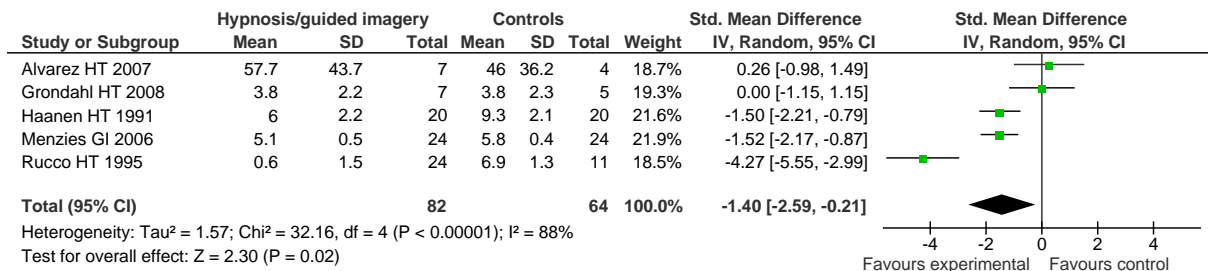 Hypnosis/guided imagery Controls Std. Mean Difference Std. Mean Difference
Study or Subgroup Mean SD Total Mean SD Total Weight IV, Random, 95% CI IV, Random, 95% CI
Alvarez HT 2007 57.7 43.7 7 46 36.2 4 18.7% 0.26 [-0.98, 1.49]
Grondahl HT 2008 3.8 2.2 7 3.8 2.3 5 19.3% 0.00 [-1.15, 1.15]
Haanen HT 1991 6 2.2 20 9.3 2.1 20 21.6% -1.50 [-2.21, -0.79]
Menzies GI 2006 5.1 0.5 24 5.8 0.4 24 21.9% -1.52 [-2.17, -0.87]
Rucco HT 1995 0.6 1.5 24 6.9 1.3 11 18.5% -4.27 [-5.55, -2.99]
Total (95% CI) 82 64 100.0% -1.40 [-2.59, -0.21]
Heterogeneity: Tau² = 1.57; Chi² = 32.16, df = 4 (P < 0.00001); I² = 88%
Test for overall effect: Z = 2.30 (P = 0.02)
-4 -2 0 2 4
Favours experimental Favours control